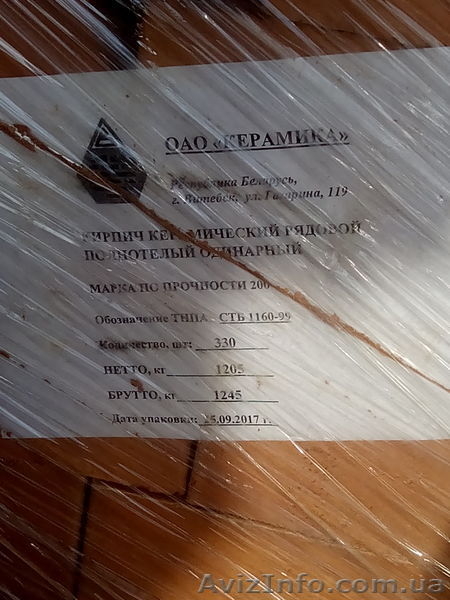 ОАО «КЕРАМИКА»
Республика Беларусь,
г. Витебск, ул. Гагарина, 119
КИРПИЧ КЕРАМИЧЕСКИЙ РЯДОВОЙ
ПОЛНОТЕЛЫЙ ОДИНАРНЫЙ
МАРКА ПО ПРОЧНОСТИ 200
Обозначение ТНПА СТБ 1160-99
Количество, шт: 330
НЕТТО, кг 1205
БРУТТО, кг 1245
Дата упаковки: 25.09.2017 г.
AvizInfo.com.ua